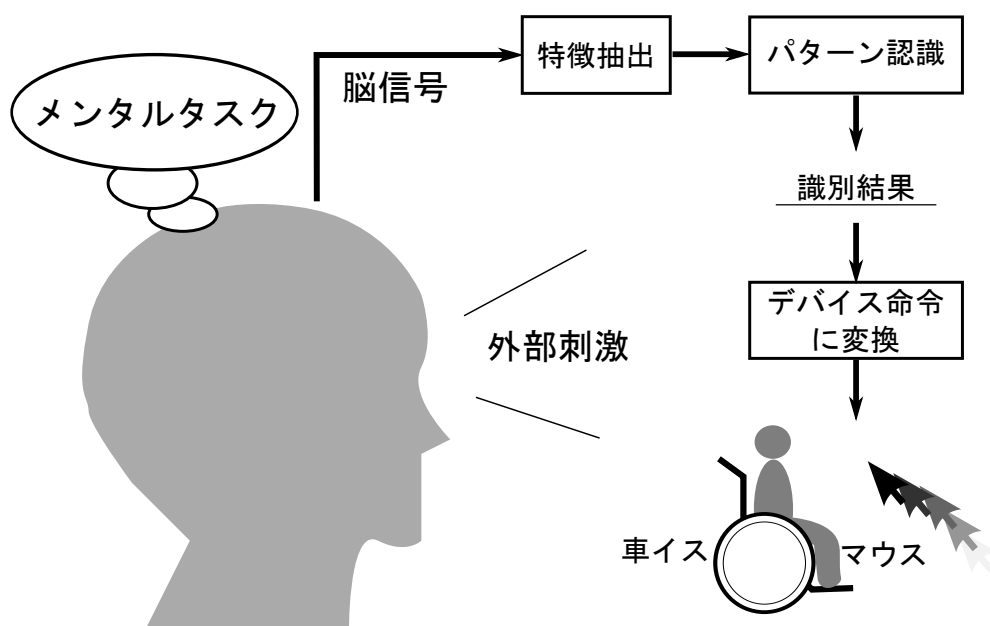 メンタルタスク
脳信号
特徴抽出
パターン認識
識別結果
デバイス命令
に変換
外部刺激
車イス
マウス